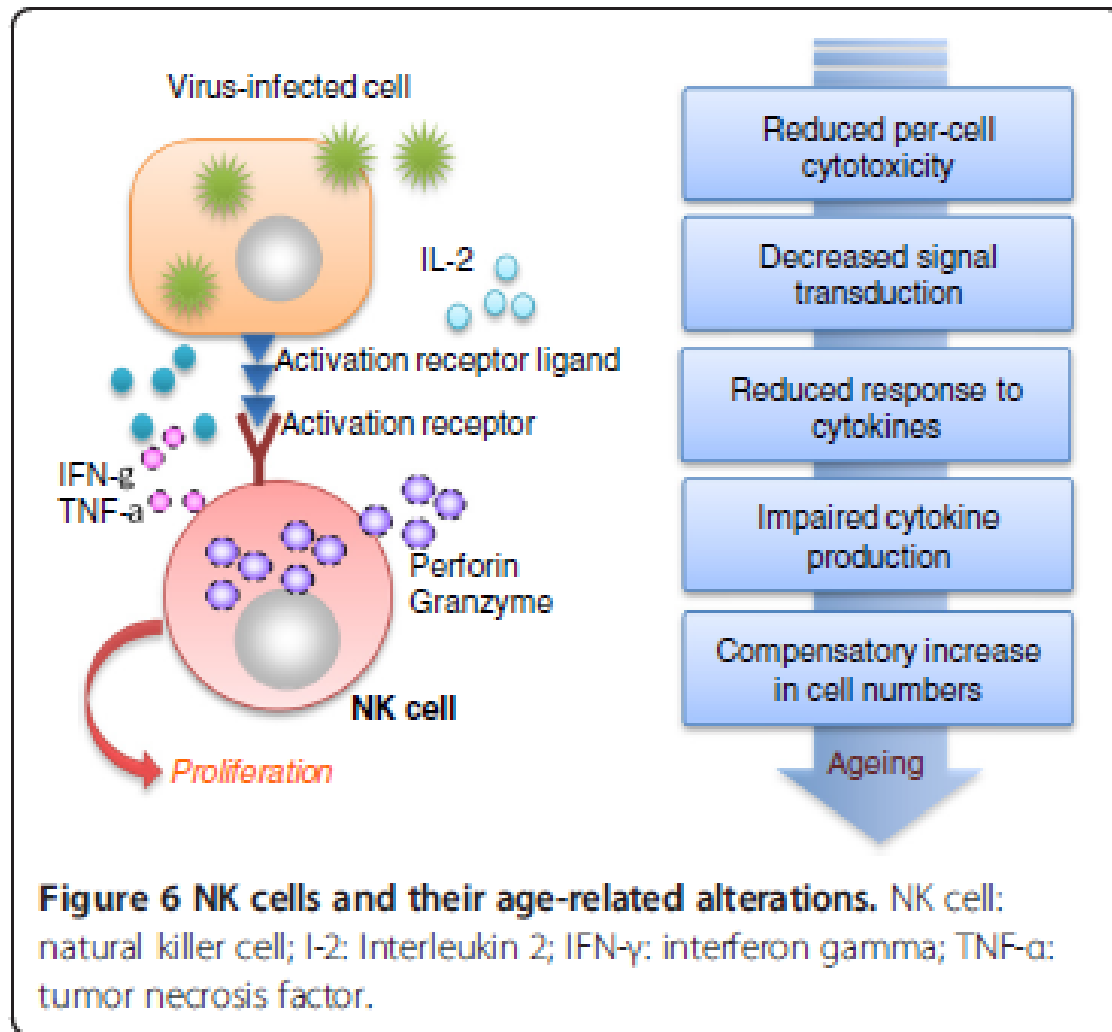 Virus-infected cell
IL-2
Activation receptor ligand
Activation receptor
IFN-g
TNF-a
Perforin
Granzyme
NK cell
Proliferation
Reduced per-cell
cytotoxicity
Decreased signal
transduction
Reduced response to
cytokines
Impaired cytokine
production
Compensatory increase
in cell numbers
Ageing
Figure 6 NK cells and their age-related alterations. NK cell:
natural killer cell; I-2: Interleukin 2; IFN-γ: interferon gamma; TNF-α:
tumor necrosis factor.